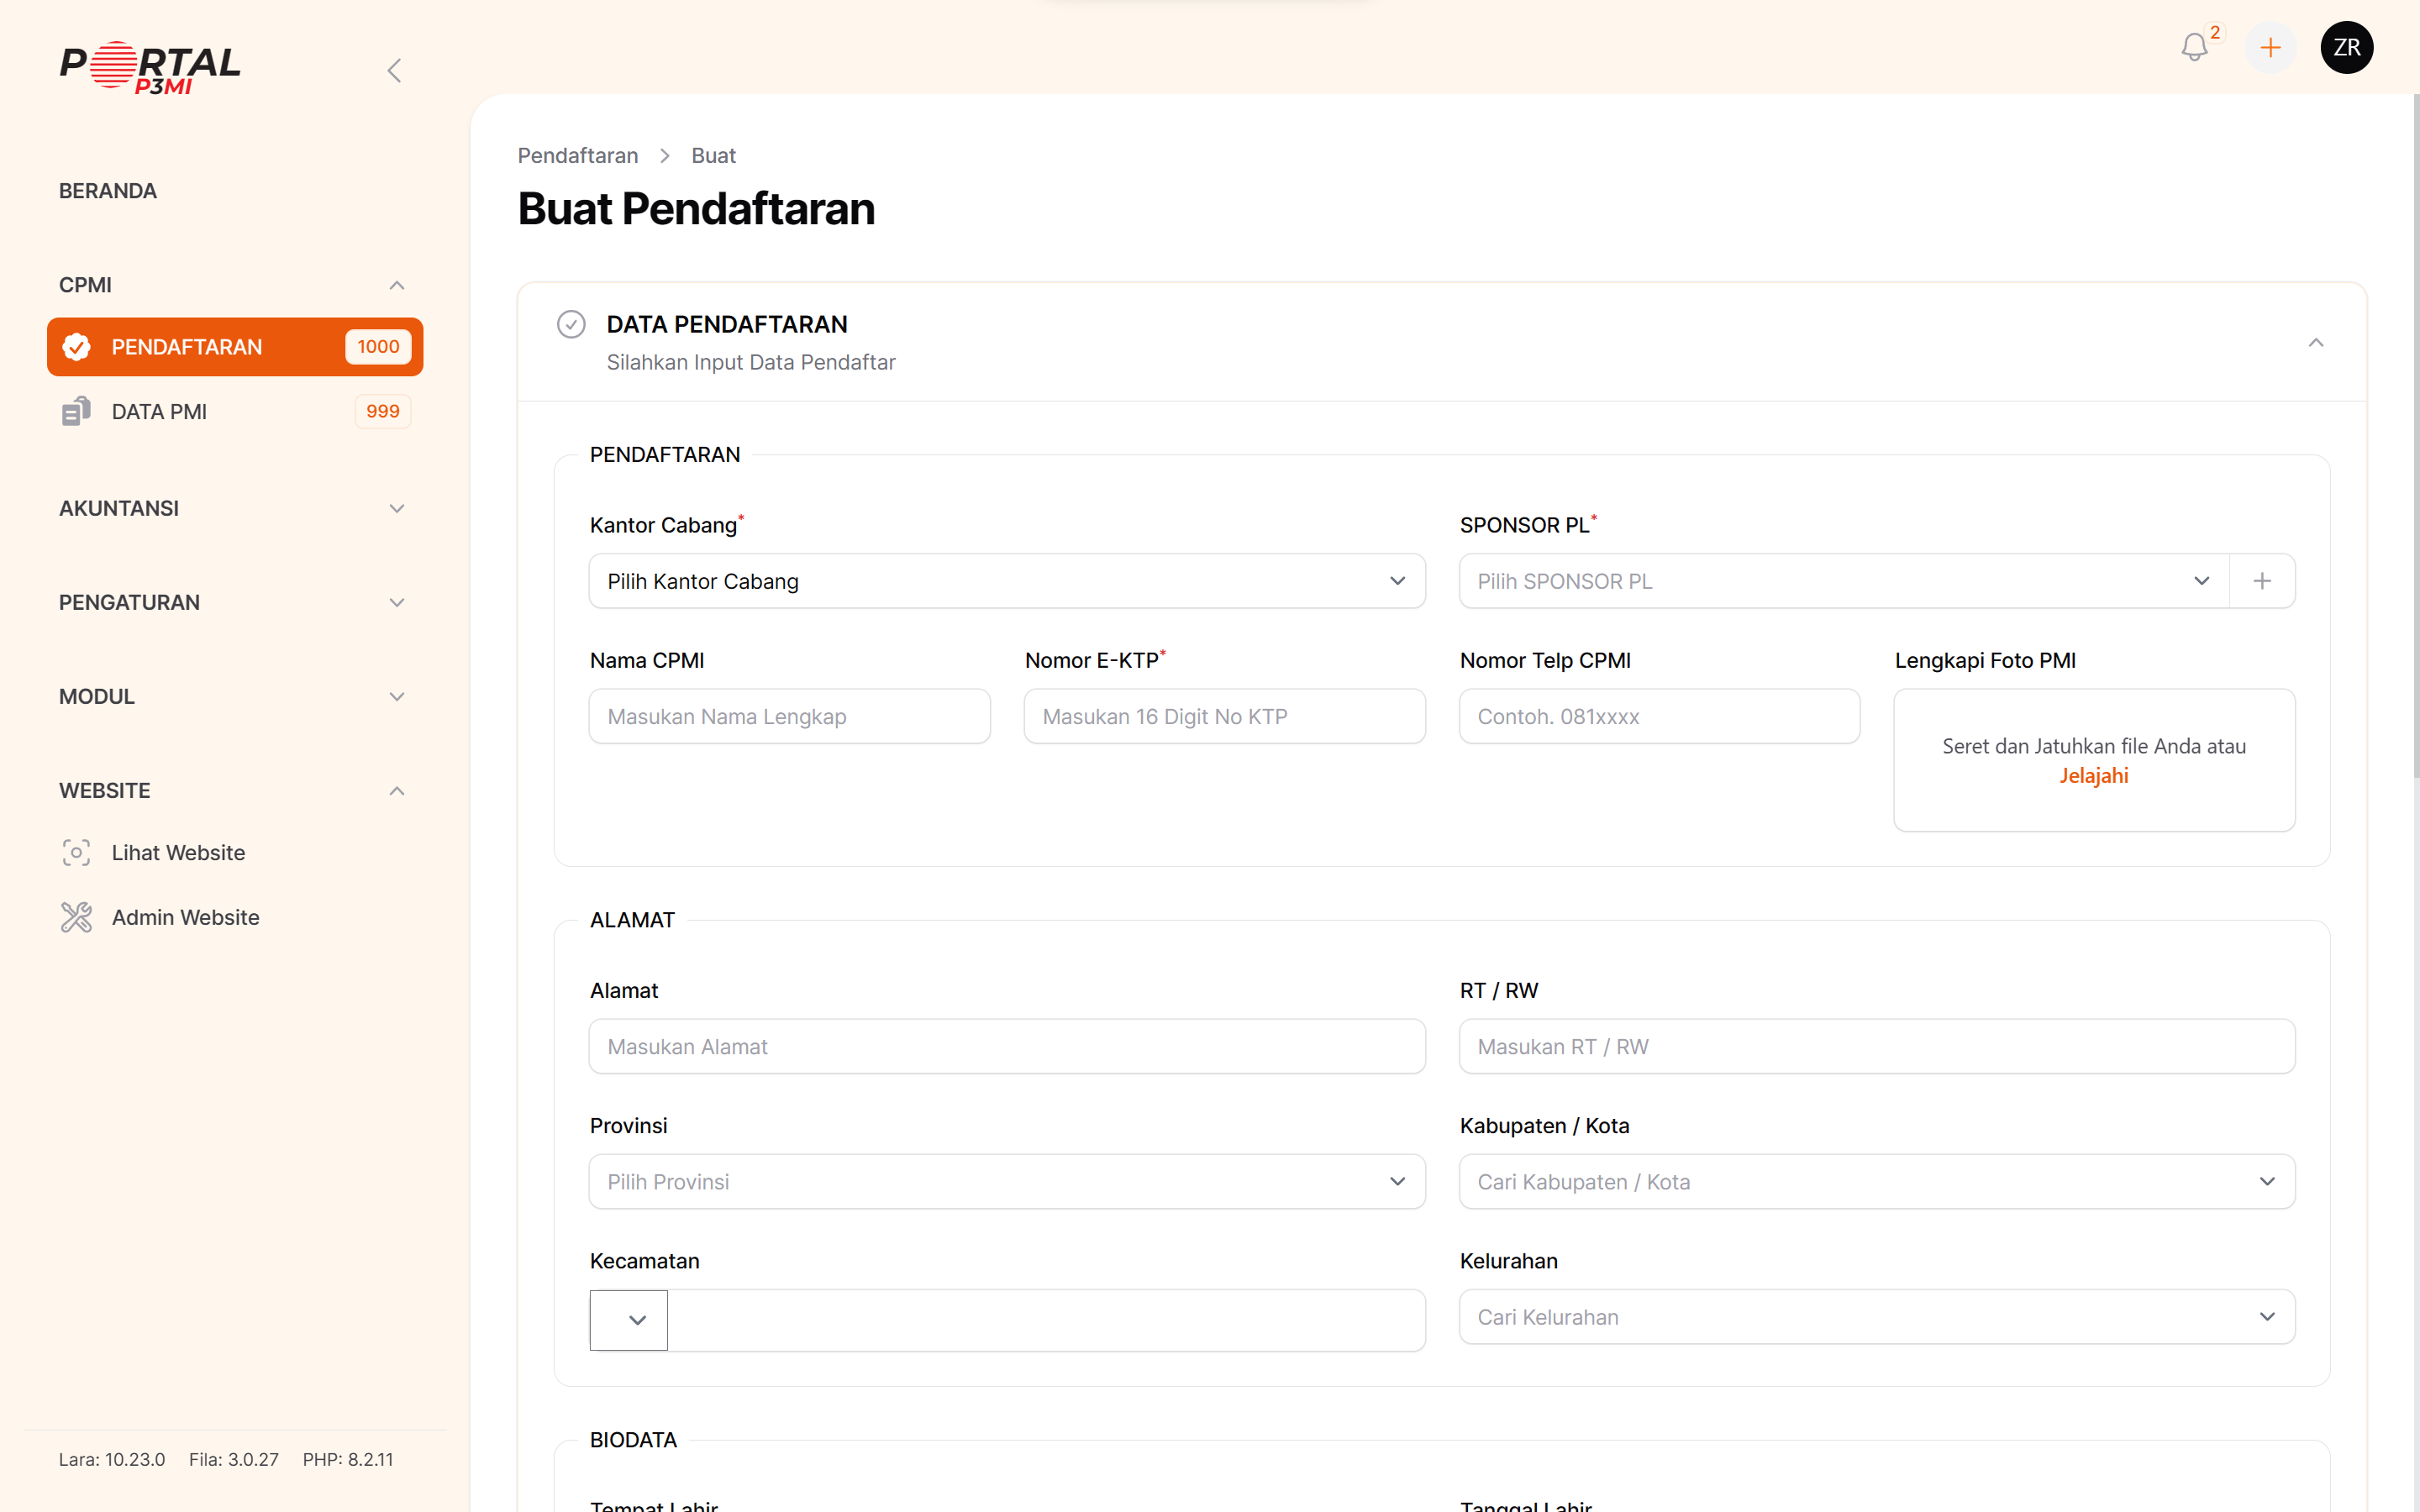 PORTAL
P3MI
2
ZR
BERANDA
CPMI
PENDAFTARAN 1000
DATA PMI 999
AKUNTANSI
PENGATURAN
MODUL
WEBSITE
Lihat Website
Admin Website
Lara: 10.23.0 Fila: 3.0.27 PHP: 8.2.11
Pendaftaran > Buat
Buat Pendaftaran
DATA PENDAFTARAN
Silahkan Input Data Pendaftar
PENDAFTARAN
Kantor Cabang* SPONSOR PL*
Pilih Kantor Cabang Pilih SPONSOR PL
Nama CPMI Nomor E-KTP* Nomor Telp CPMI Lengkapi Foto PMI
Masukan Nama Lengkap Masukan 16 Digit No KTP Contoh. 081xxxx
Seret dan Jatuhkan file Anda atau
Jelajahi
ALAMAT
Alamat RT / RW
Masukan Alamat Masukan RT / RW
Provinsi Kabupaten / Kota
Pilih Provinsi Cari Kabupaten / Kota
Kecamatan Kelurahan
Cari Kelurahan
BIODATA
Tempat Lahir Tanggal Lahir